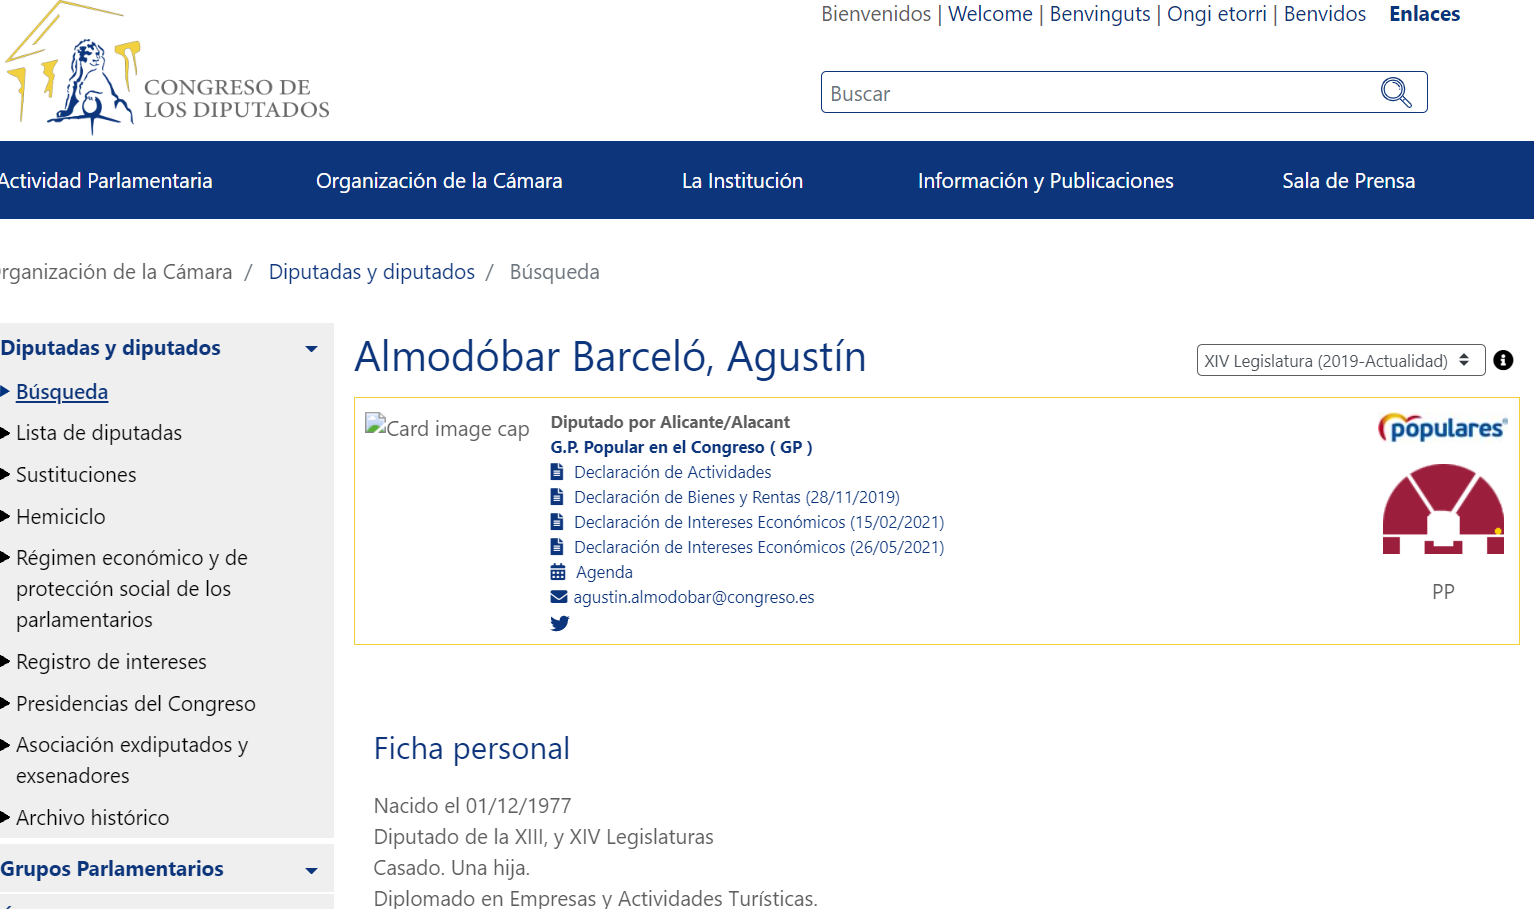 Bienvenidos | Welcome | Benvinguts | Ongi etorri | Benvidos Enlaces
CONGRESO DE
LOS DIPUTADOS
Buscar
Actividad Parlamentaria Organización de la Cámara La Institución Información y Publicaciones Sala de Prensa
rganización de la Cámara / Diputadas y diputados / Búsqueda
Diputadas y diputados
Búsqueda
Lista de diputadas
Sustituciones
Hemiciclo
Régimen económico y de
protección social de los
parlamentarios
Registro de intereses
Presidencias del Congreso
Asociación exdiputados y
exsenadores
Archivo histórico
Grupos Parlamentarios
Almodóbar Barceló, Agustín
XIV Legislatura (2019-Actualidad)
Card image cap
Diputado por Alicante/Alacant
G.P. Popular en el Congreso ( GP )
Declaración de Actividades
Declaración de Bienes y Rentas (28/11/2019)
Declaración de Intereses Económicos (15/02/2021)
Declaración de Intereses Económicos (26/05/2021)
Agenda
agustin.almodobar@congreso.es
populares
PP
Ficha personal
Nacido el 01/12/1977
Diputado de la XIII, y XIV Legislaturas
Casado. Una hija.
Diplomado en Empresas y Actividades Turísticas.